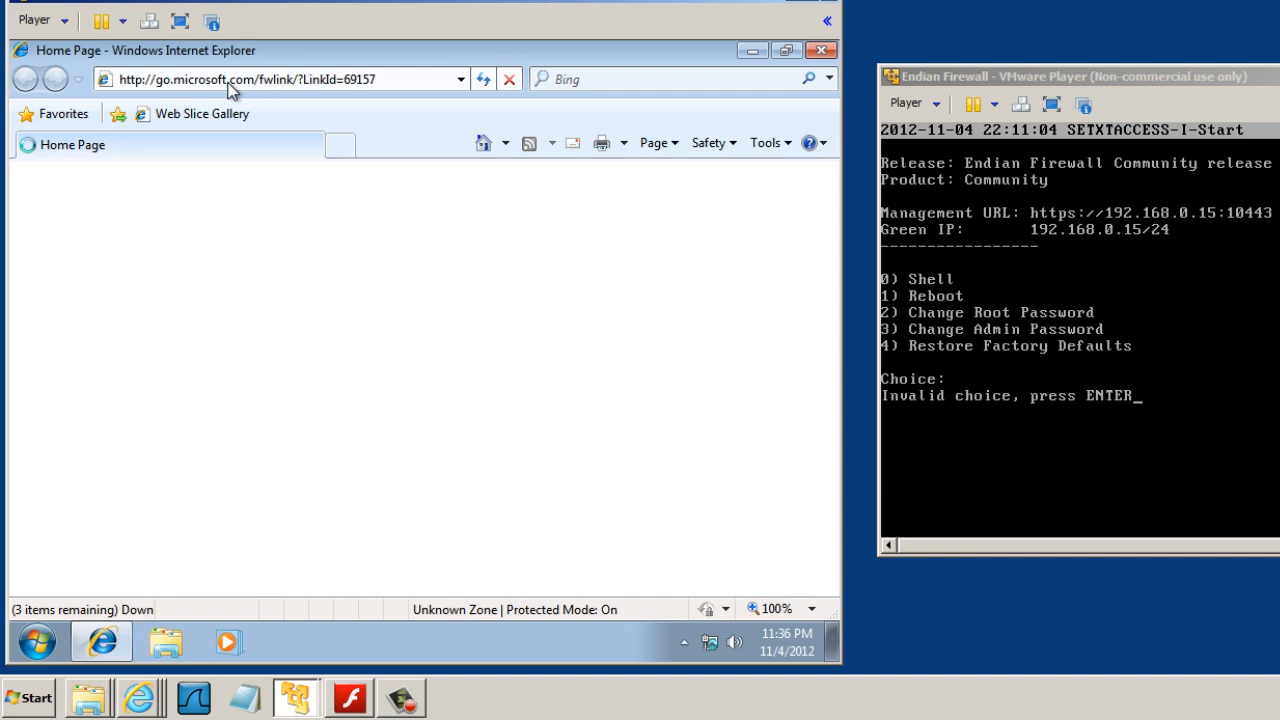 Player
Home Page - Windows Internet Explorer
http://go.microsoft.com/fwlink/?LinkId=69157
Bing
Favorites
Web Slice Gallery
Home Page
Page
Safety
Tools
(3 items remaining) Down
Unknown Zone | Protected Mode: On
100%
11:36 PM
11/4/2012
Endian Firewall - VMware Player (Non-commercial use only)
Player
2012-11-04 22:11:04 SETXTACCESS-I-Start
Release: Endian Firewall Community release
Product: Community
Management URL: https://192.168.0.15:10443
Green IP: 192.168.0.15/24
-----------------
0) Shell
1) Reboot
2) Change Root Password
3) Change Admin Password
4) Restore Factory Defaults
Choice:
Invalid choice, press ENTER_
Start